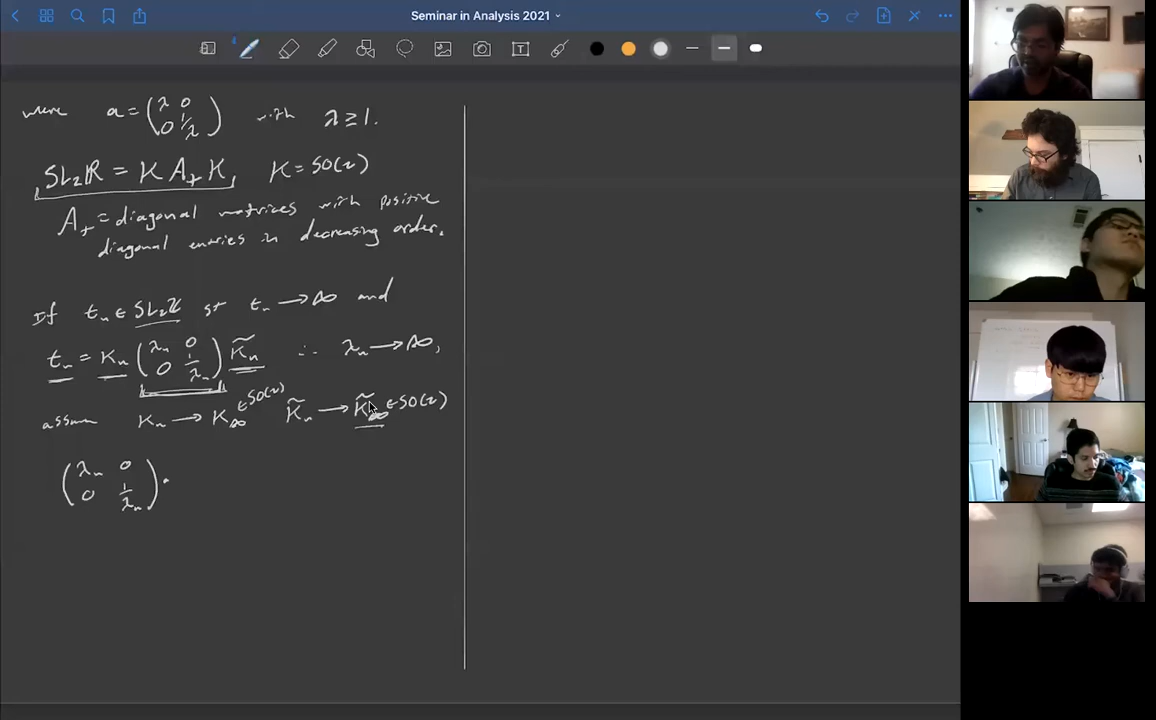 Seminar in Analysis 2021
were a = (λ 0 0 1/λ) with λ ≥ 1.
SL₂ℝ = K A₊ K, K = SO(2)
A₊ = diagonal matrices with positive
diagonal entries in decreasing order.
If tₙ ∈ SL₂ℤ st tₙ → ∞ and
tₙ = Kₙ (λₙ 0 0 1/λₙ) K̃ₙ ∴ λₙ → ∞,
assume Kₙ → K∞ ∈ SO(2) K̃ₙ → K̃∞ ∈ SO(2)
(λₙ 0 0 1/λₙ) ·